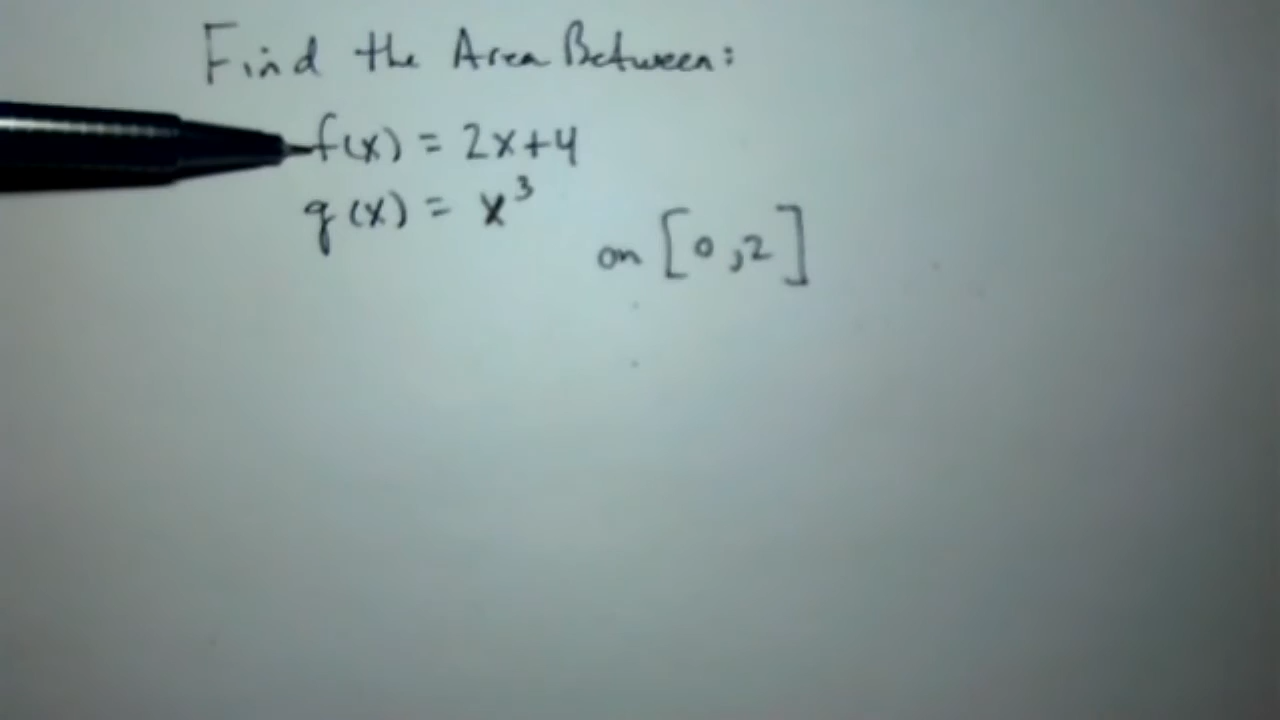 Find the Area Between:
f(x) = 2x+4
g(x) = x³
on [0,2]